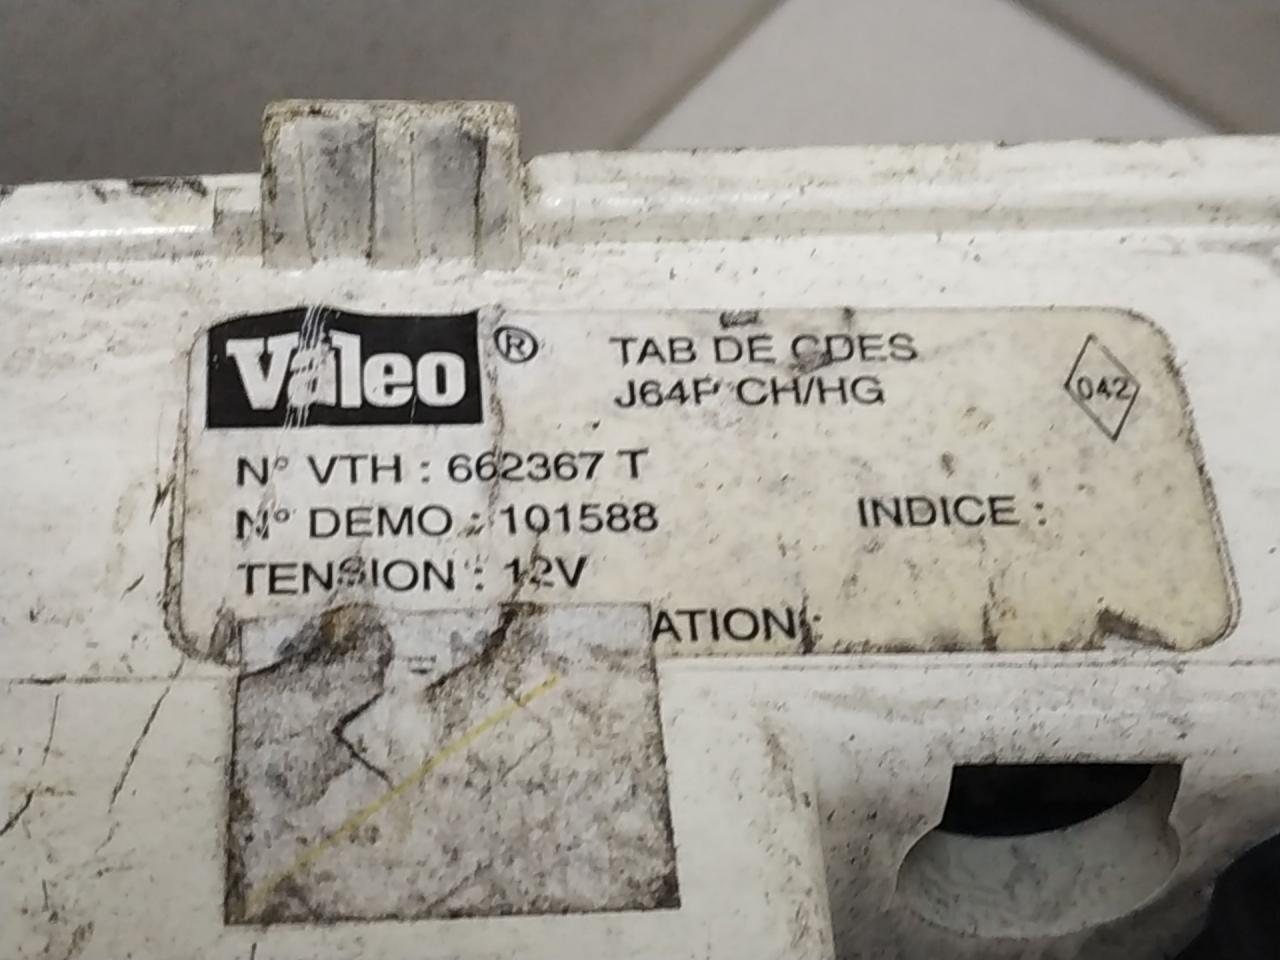 Valeo ®
TAB DE CDES
J64P CH/HG
042
N° VTH : 662367 T
N° DEMO : 101588
INDICE :
TENSION : 12V
ATION :